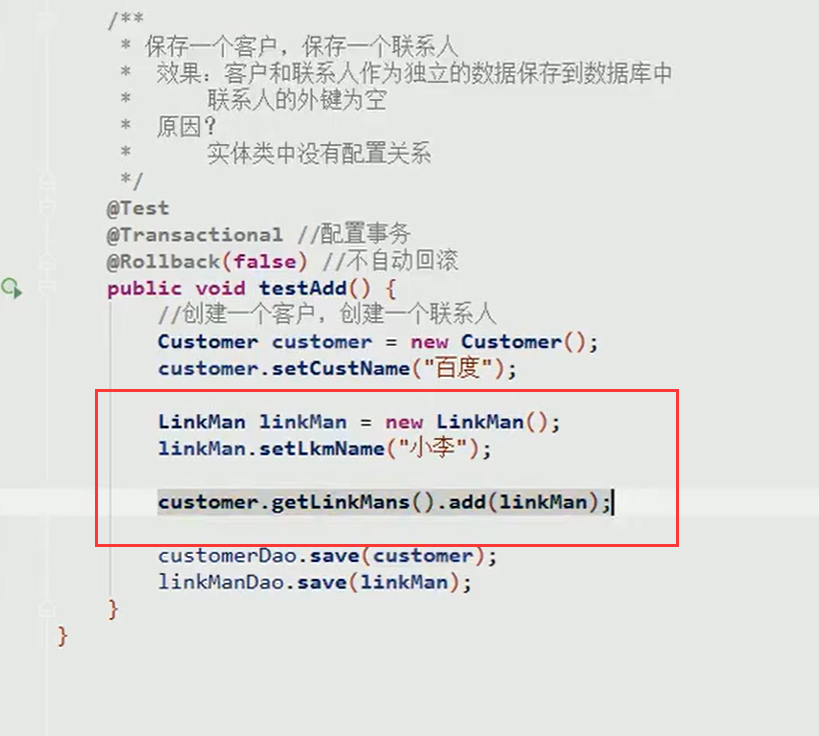 /**
* 保存一个客户，保存一个联系人
* 效果：客户和联系人作为独立的数据保存到数据库中
* 联系人的外键为空
* 原因？
* 实体类中没有配置关系
*/
@Test
@Transactional //配置事务
@Rollback(false) //不自动回滚
public void testAdd() {
//创建一个客户，创建一个联系人
Customer customer = new Customer();
customer.setCustName("百度");
LinkMan linkMan = new LinkMan();
linkMan.setLkmName("小李");
customer.getLinkMans().add(linkMan);
customerDao.save(customer);
linkManDao.save(linkMan);
}
}